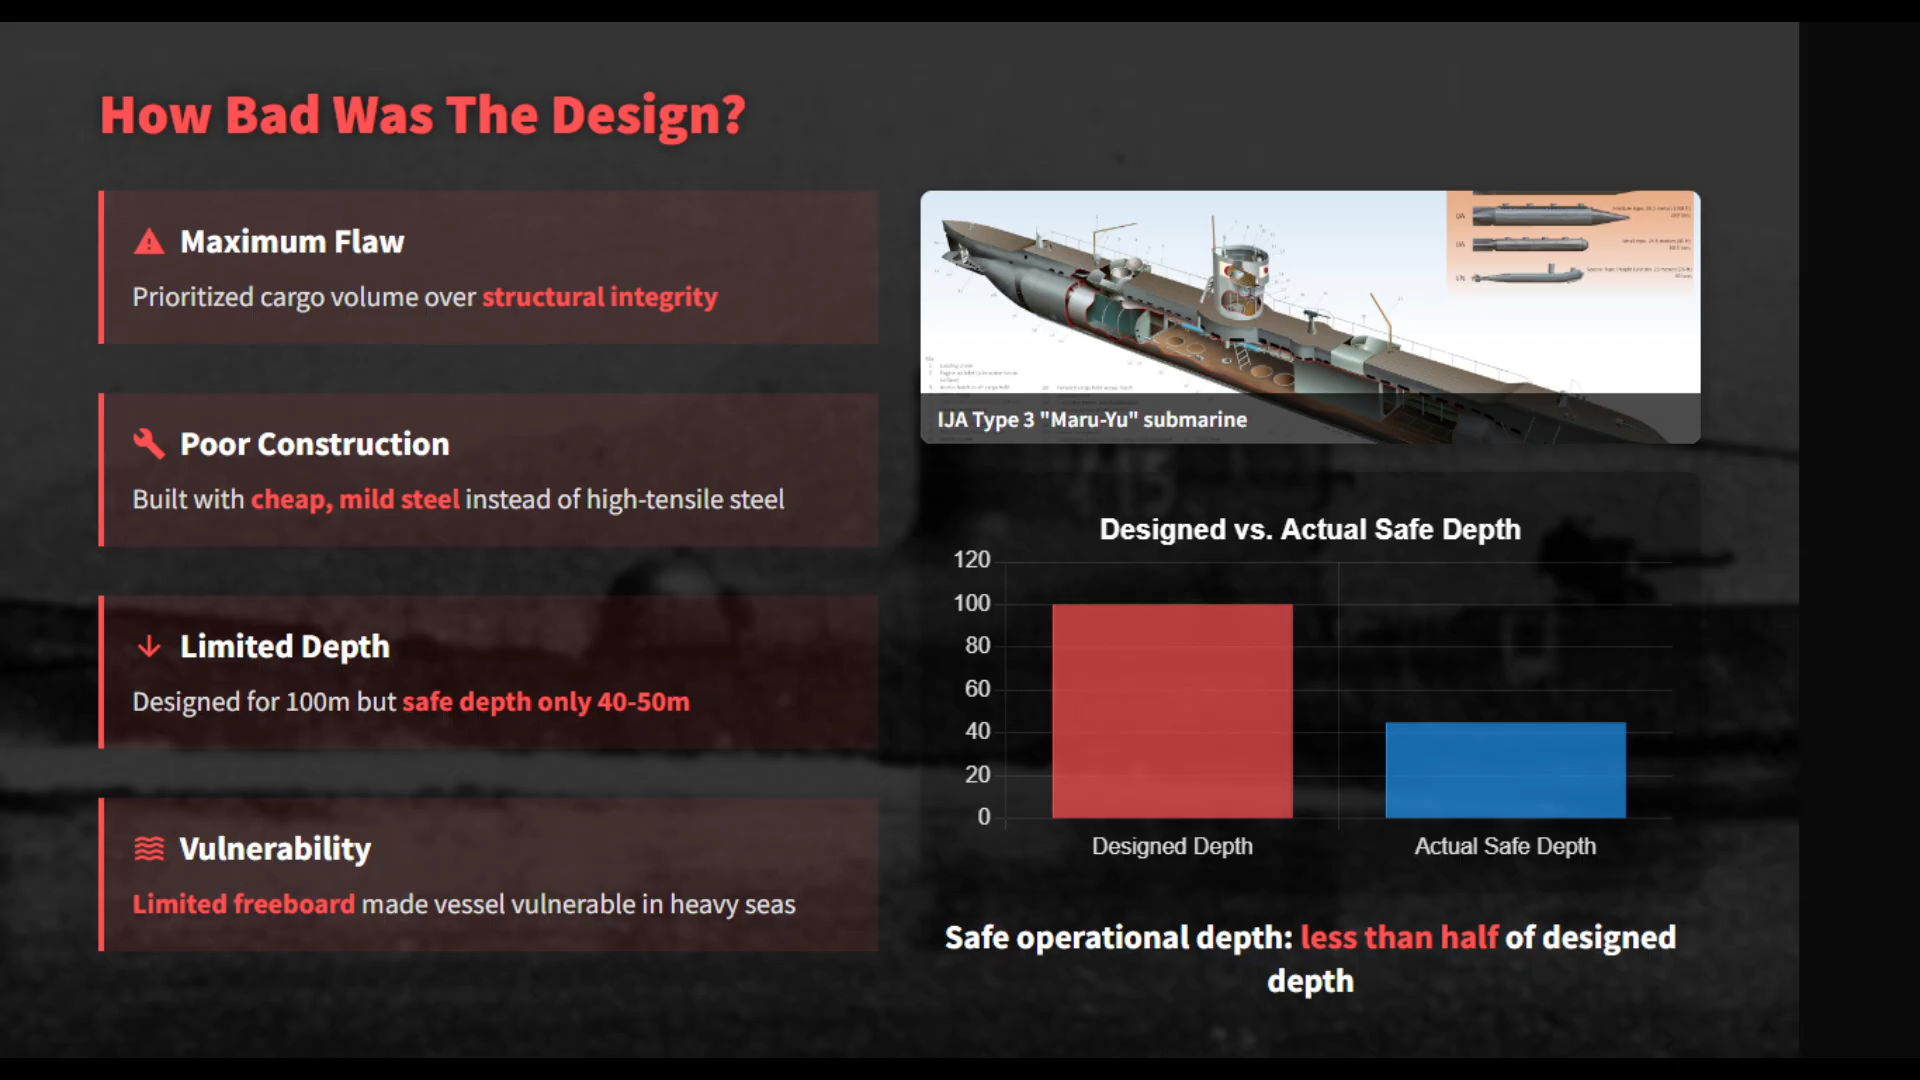 How Bad Was The Design?
Maximum Flaw
Prioritized cargo volume over structural integrity
Poor Construction
Built with cheap, mild steel instead of high-tensile steel
Limited Depth
Designed for 100m but safe depth only 40-50m
Vulnerability
Limited freeboard made vessel vulnerable in heavy seas
IJA
IJA
IJN
IJA Type 3 "Maru-Yu" submarine
Designed vs. Actual Safe Depth
120
100
80
60
40
20
0
Designed Depth
Actual Safe Depth
Safe operational depth: less than half of designed
depth